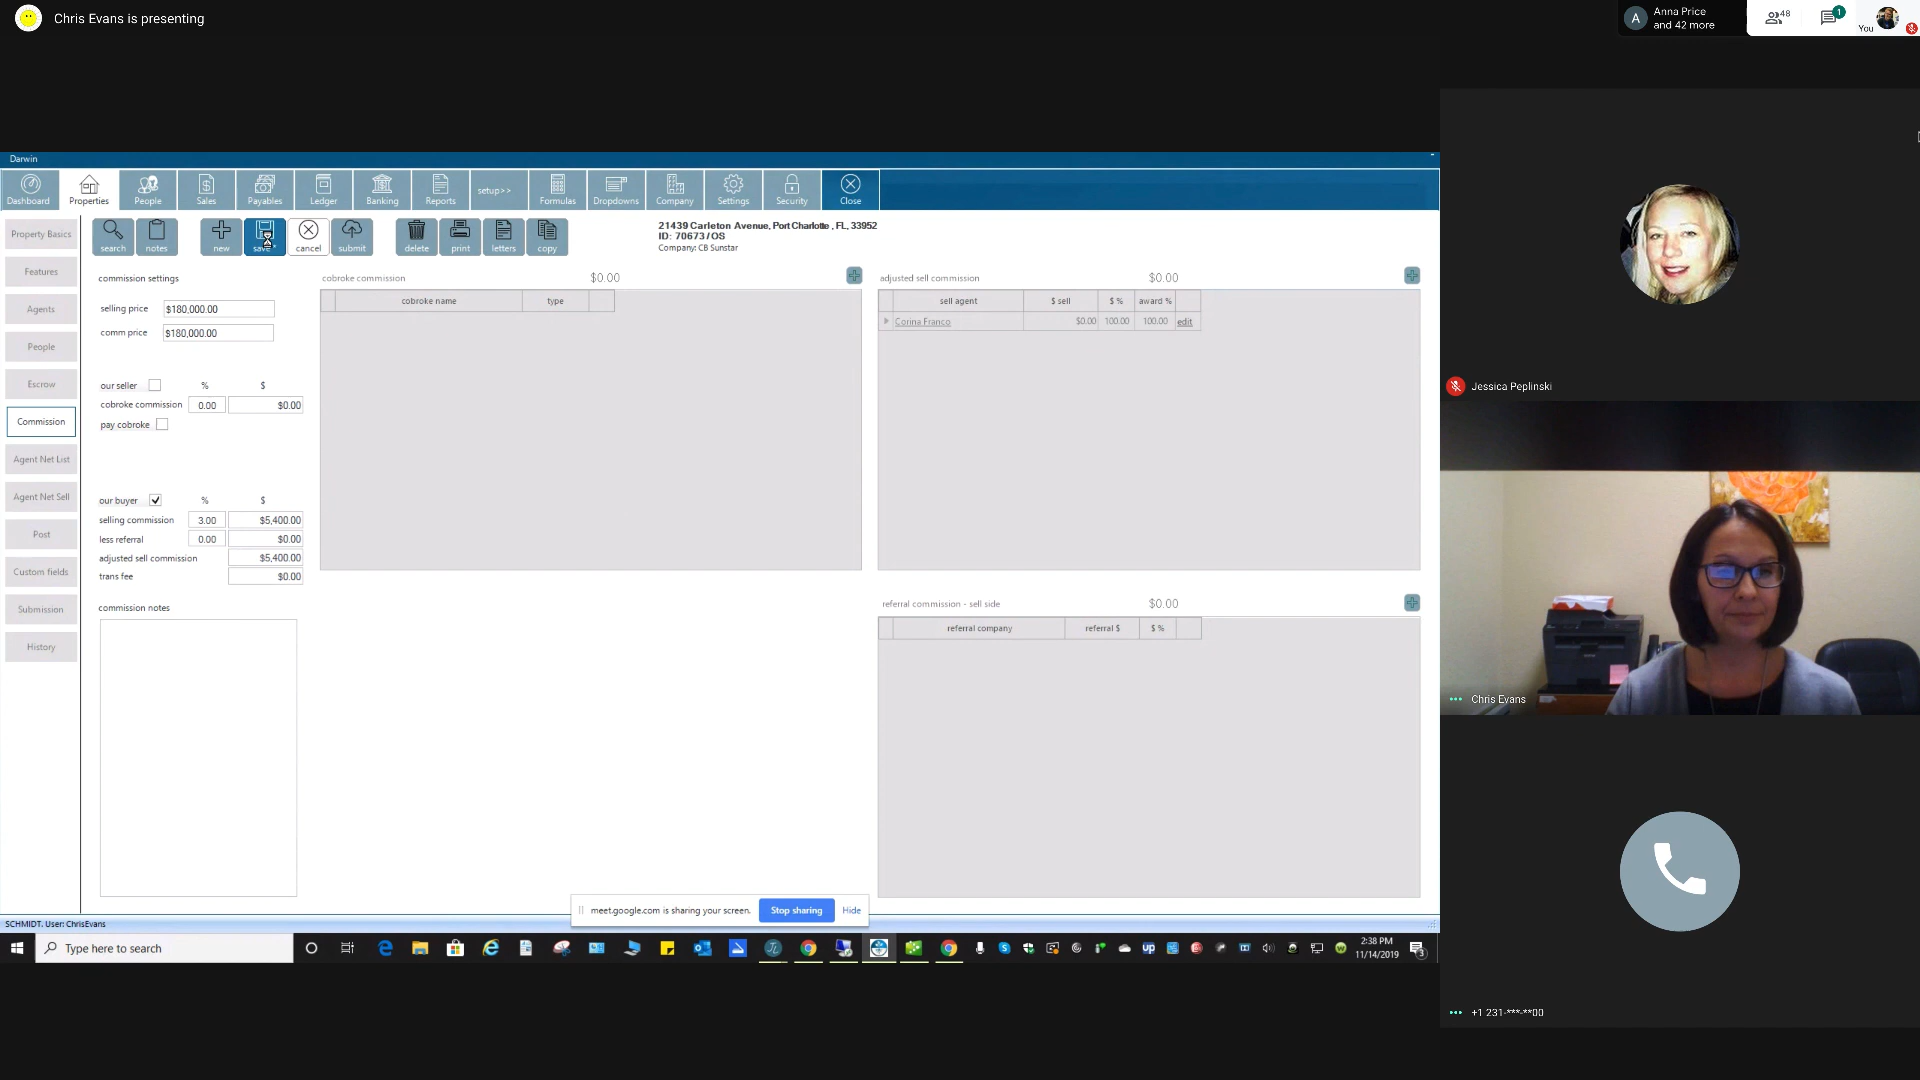 Chris Evans is presenting
A
Anna Price
and 42 more
48
1
You
Darwin
Dashboard
Properties
People
Sales
Payables
Ledger
Banking
Reports
setup>>
Formulas
Dropdowns
Company
Settings
Security
Close
search
notes
new
save
cancel
submit
delete
print
letters
copy
21439 Carleton Avenue, Port Charlotte , FL, 33952
ID: 70673 / OS
Company: CB Sunstar
Property Basics
Features
Agents
People
Escrow
Commission
Agent Net List
Agent Net Sell
Post
Custom fields
Submission
History
commission settings
selling price $180,000.00
comm price $180,000.00
our seller % $
cobroke commission 0.00 $0.00
pay cobroke
our buyer % $
selling commission 3.00 $5,400.00
less referral 0.00 $0.00
adjusted sell commission $5,400.00
trans fee $0.00
commission notes
cobroke commission $0.00
cobroke name type
adjusted sell commission $0.00
sell agent $ sell $ % award %
Corina Franco $0.00 100.00 100.00 edit
referral commission - sell side $0.00
referral company referral $ $ %
meet.google.com is sharing your screen. Stop sharing Hide
SCHMIDT. User: ChrisEvans
Type here to search
up
2:38 PM
11/14/2019
3
Jessica Peplinski
Chris Evans
+1 231-***-**00